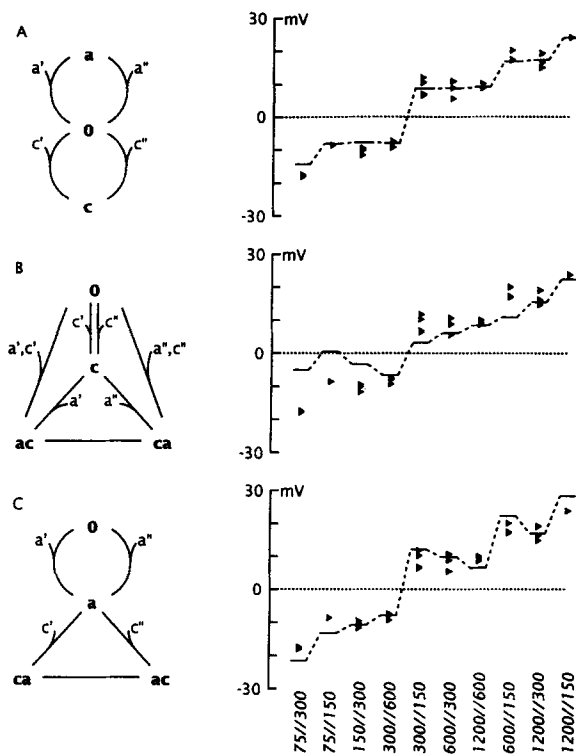 A
a
a'
a"
0
c'
c"
c
30
mV
0
-30
B
0
c'
c"
a',c'
a",c"
c
a'
a"
ac
ca
30
mV
0
-30
C
0
a'
a"
a
c'
c"
ca
ac
30
mV
0
-30
75//300
75//150
150//300
300//600
300//150
600//300
1200//600
600//150
1200//300
1200//150